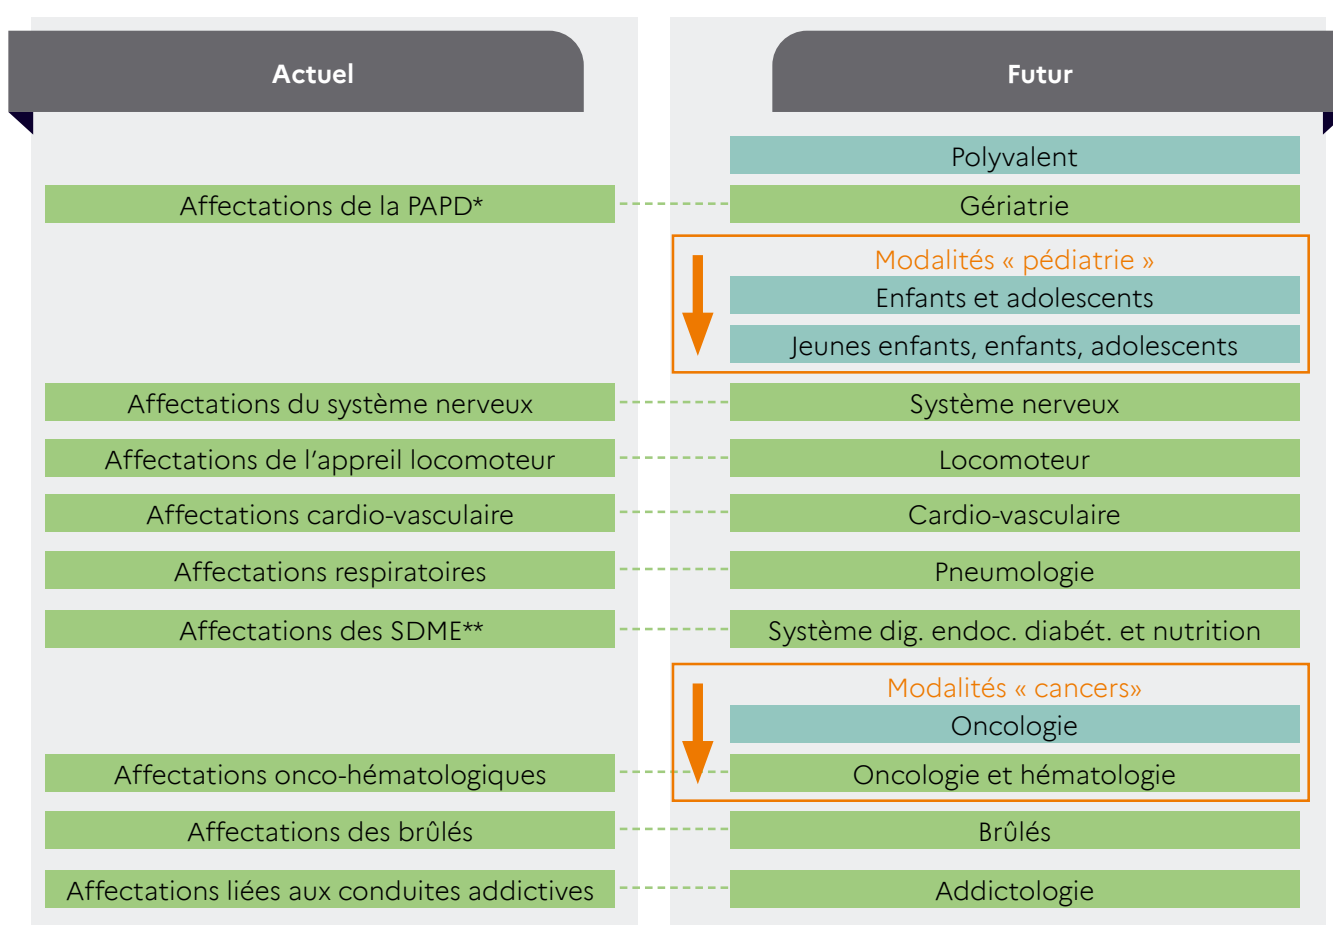 Actuel
Futur
Polyvalent
Affectations de la PAPD*
Gériatrie
Modalités « pédiatrie »
Enfants et adolescents
Jeunes enfants, enfants, adolescents
Affectations du système nerveux
Système nerveux
Affectations de l’appreil locomoteur
Locomoteur
Affectations cardio-vasculaire
Cardio-vasculaire
Affectations respiratoires
Pneumologie
Affectations des SDME**
Système dig. endoc. diabét. et nutrition
Modalités « cancers»
Oncologie
Affectations onco-hématologiques
Oncologie et hématologie
Affectations des brûlés
Brûlés
Affectations liées aux conduites addictives
Addictologie